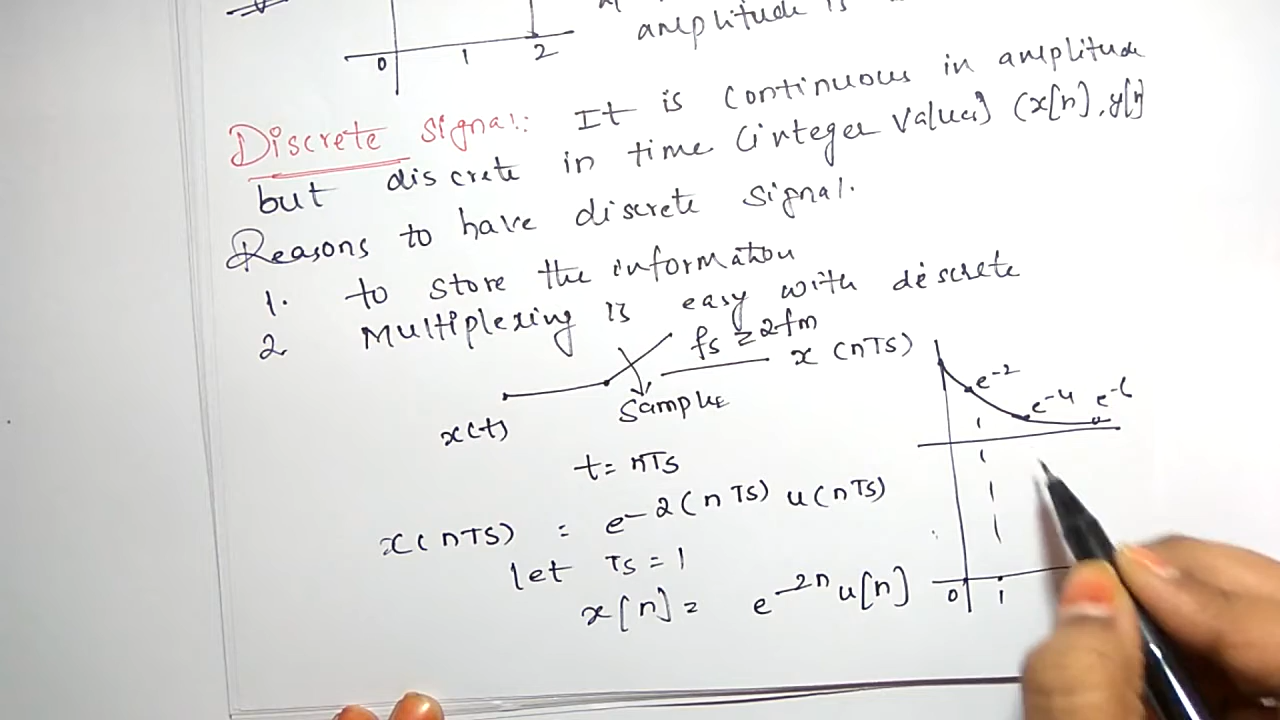 0 1 2
amplitude is
Discrete signal: It is continuous in amplitude
but discrete in time (integer values) (x[n], y[n]
Reasons to have discrete signal.
1. to store the information
2 Multiplexing is easy with discrete
fs ≥ 2fm
x(t)
Sample
x(nTs)
t = nTs
x(nTs) = e^-2(nTs) u(nTs)
let Ts = 1
x[n] = e^-2n u[n]
e^-2
e^-4
e^-6
0 1